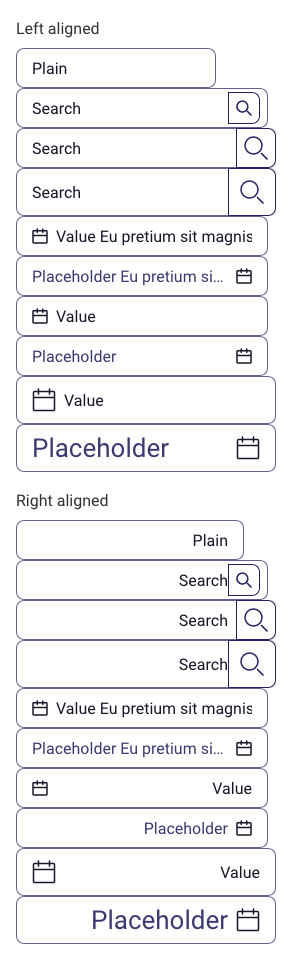 Left aligned
Plain
Search
Search
Search
Value Eu pretium sit magnis
Placeholder Eu pretium si...
Value
Placeholder
Value
Placeholder
Right aligned
Plain
Search
Search
Search
Value Eu pretium sit magnis
Placeholder Eu pretium si...
Value
Placeholder
Value
Placeholder